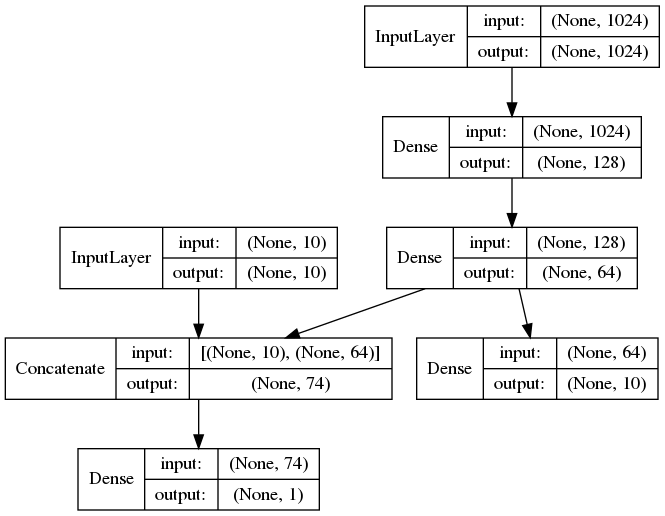 InputLayer
input: (None, 1024)
output: (None, 1024)
Dense
input: (None, 1024)
output: (None, 128)
InputLayer
input: (None, 10)
output: (None, 10)
Dense
input: (None, 128)
output: (None, 64)
Concatenate
input: [(None, 10), (None, 64)]
output: (None, 74)
Dense
input: (None, 64)
output: (None, 10)
Dense
input: (None, 74)
output: (None, 1)